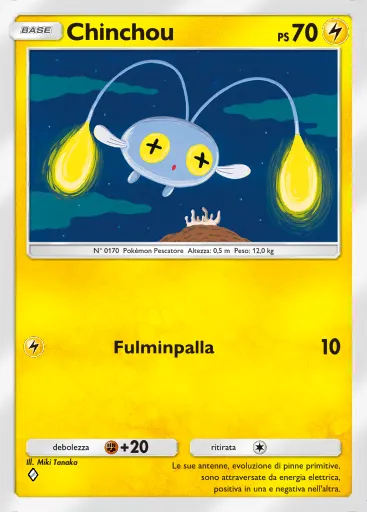 BASE Chinchou PS 70
N° 0170 Pokémon Pescatore Altezza: 0,5 m Peso: 12,0 kg
Fulminpalla 10
debolezza +20 ritirata
Ill. Miki Tanaka
Le sue antenne, evoluzione di pinne primitive,
sono attraversate da energia elettrica,
positiva in una e negativa nell'altra.